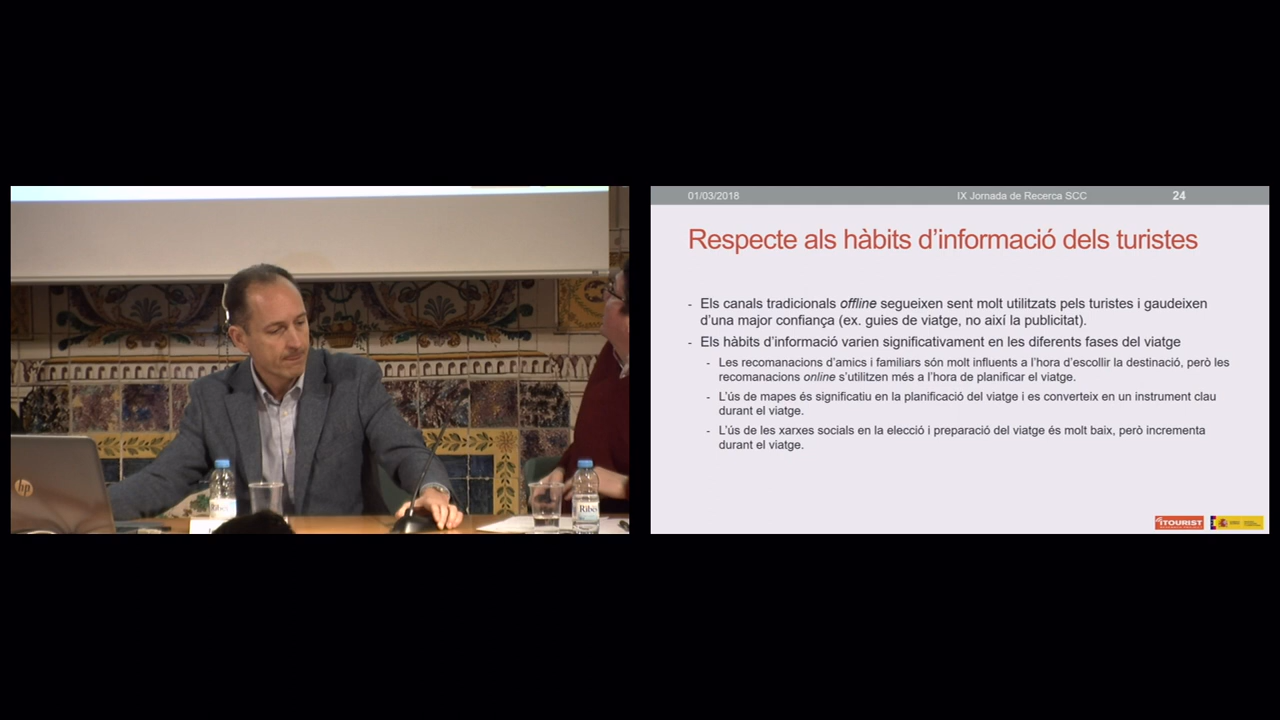 01/03/2018 IX Jornada de Recerca SCC 24
Respecte als hàbits d'informació dels turistes
- Els canals tradicionals offline segueixen sent molt utilitzats pels turistes i gaudeixen
d'una major confiança (ex. guies de viatge, no així la publicitat).
- Els hàbits d'informació varien significativament en les diferents fases del viatge
- Les recomanacions d'amics i familiars són molt influents a l'hora d'escollir la destinació, però les
recomanacions online s'utilitzen més a l'hora de planificar el viatge.
- L'ús de mapes és significatiu en la planificació del viatge i es converteix en un instrument clau
durant el viatge.
- L'ús de les xarxes socials en la elecció i preparació del viatge és molt baix, però incrementa
durant el viatge.
hp
Ribes
iTOURIST